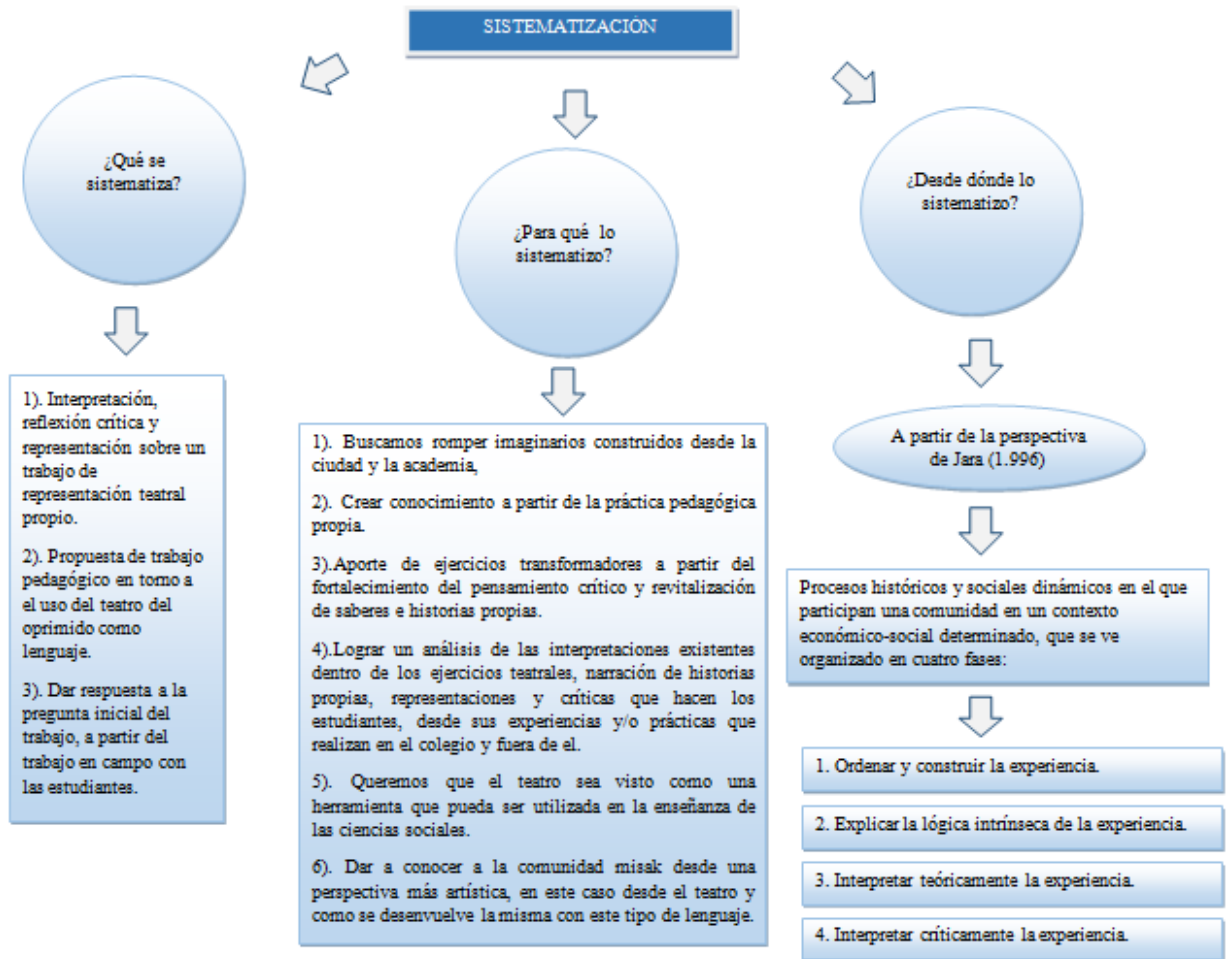 SISTEMATIZACIÓN
¿Qué se
sistematiza?
1). Interpretación,
reflexión crítica y
representación sobre un
trabajo de
representación teatral
propio.
2). Propuesta de trabajo
pedagógico en torno a
el uso del teatro del
oprimido como
lenguaje.
3). Dar respuesta a la
pregunta inicial del
trabajo, a partir del
trabajo en campo con
las estudiantes.
¿Para qué lo
sistematizo?
1). Buscamos romper imaginarios construidos desde la
ciudad y la academia,
2). Crear conocimiento a partir de la práctica pedagógica
propia.
3).Aporte de ejercicios transformadores a partir del
fortalecimiento del pensamiento crítico y revitalización
de saberes e historias propias.
4).Lograr un análisis de las interpretaciones existentes
dentro de los ejercicios teatrales, narración de historias
propias, representaciones y críticas que hacen los
estudiantes, desde sus experiencias y/o prácticas que
realizan en el colegio y fuera de el.
5). Queremos que el teatro sea visto como una
herramienta que pueda ser utilizada en la enseñanza de
las ciencias sociales.
6). Dar a conocer a la comunidad misak desde una
perspectiva más artística, en este caso desde el teatro y
como se desenvuelve la misma con este tipo de lenguaje.
¿Desde dónde lo
sistematizo?
A partir de la perspectiva
de Jara (1.996)
Procesos históricos y sociales dinámicos en el que
participan una comunidad en un contexto
económico-social determinado, que se ve
organizado en cuatro fases:
1. Ordenar y construir la experiencia.
2. Explicar la lógica intrínseca de la experiencia.
3. Interpretar teóricamente la experiencia.
4. Interpretar críticamente la experiencia.